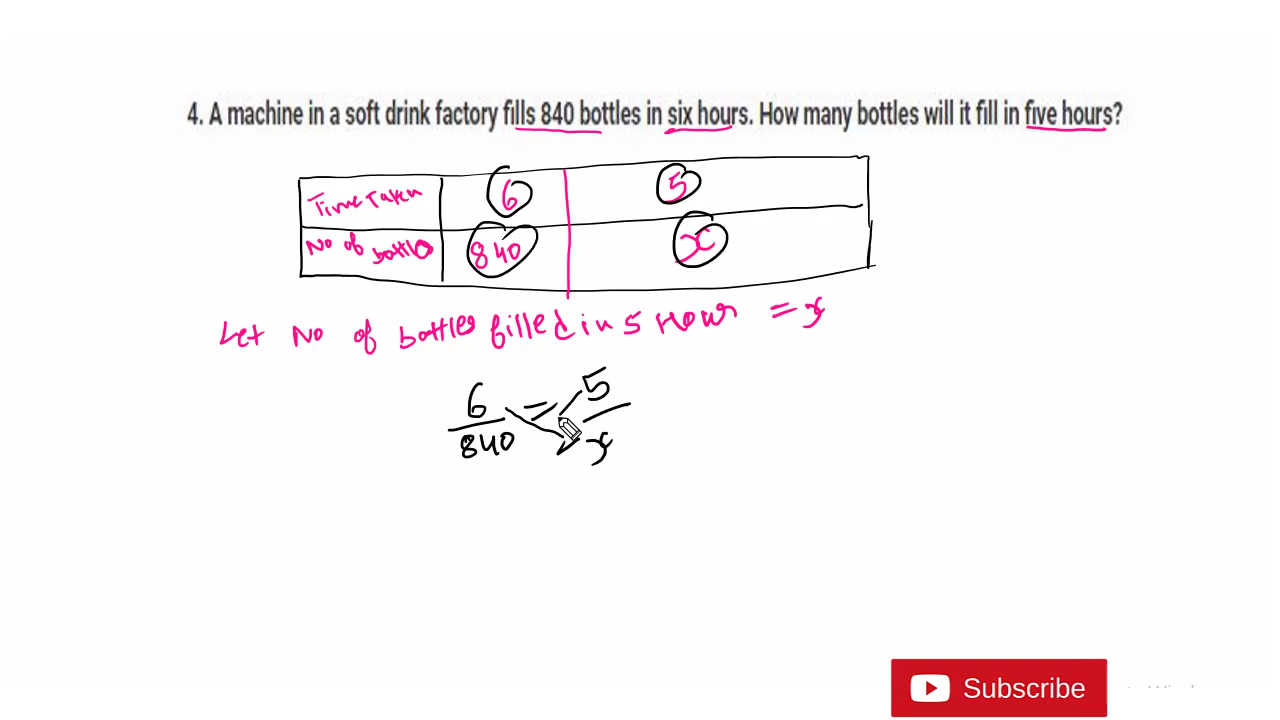 4. A machine in a soft drink factory fills 840 bottles in six hours. How many bottles will it fill in five hours?
Time Taken 6 5
No of bottles 840 x
Let No of bottles filled in 5 Hour = x
6/840 = 5/x
Subscribe